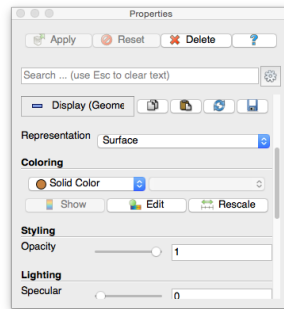 Properties
Apply Reset Delete ?
Search ... (use Esc to clear text)
Display (Geome
Representation Surface
Coloring
Solid Color
Show Edit Rescale
Styling
Opacity 1
Lighting
Specular 0